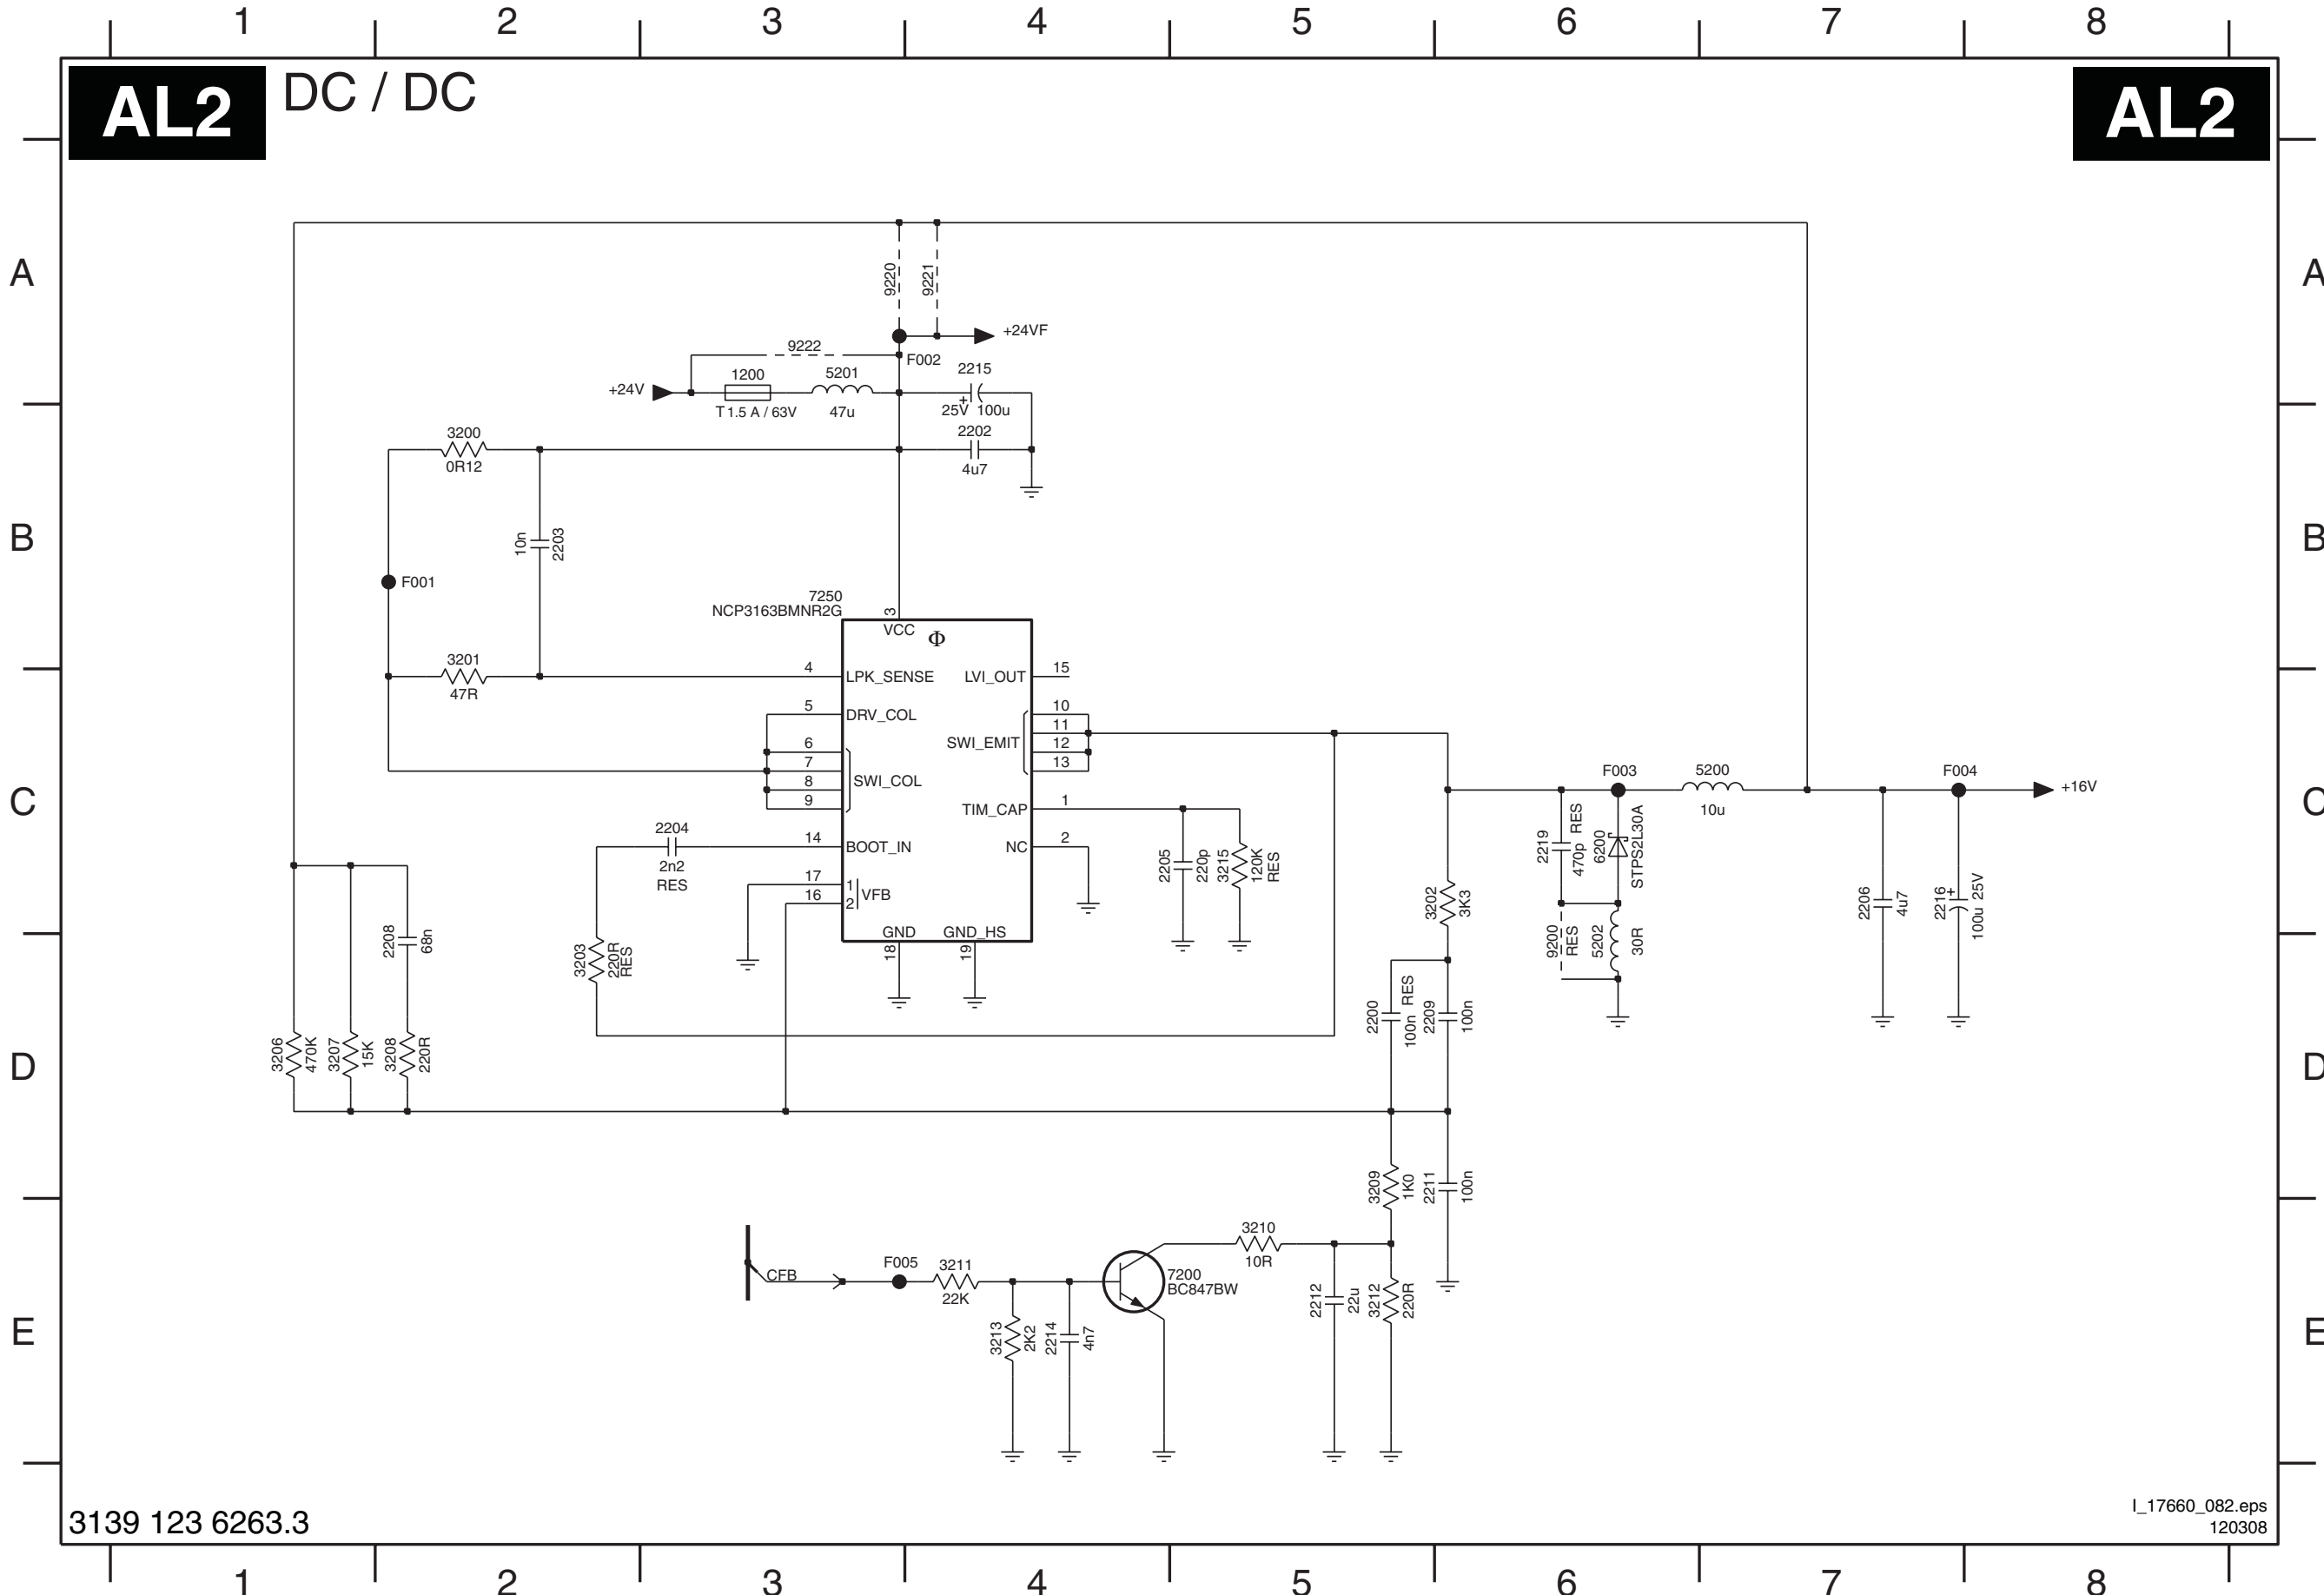 1 2 3 4 5 6 7 8
AL2 DC / DC AL2
A A
9220
9221
+24VF
9222
F002
+24V
1200
T 1.5 A / 63V
5201
47u
2215
+
25V 100u
2202
4u7
3200
0R12
B B
10n
2203
F001
7250
NCP3163BMNR2G
3
VCC
Φ
3201
47R
4 LPK_SENSE
LVI_OUT 15
5 DRV_COL
6
7
8
9
SWI_COL
10
11
12
13
SWI_EMIT
TIM_CAP 1
14 BOOT_IN
NC 2
17 1
16 2
VFB
GND GND_HS
18 19
C C
F003
5200
10u
F004
+16V
2204
2n2
RES
2205
220p
3215
120K
RES
2219
470p
RES
6200
STPS2L30A
3202
3K3
2206
4u7
2216
+
100u 25V
2208
68n
3203
220R
RES
9200
RES
5202
30R
2200
100n
RES
2209
100n
D D
3206
470K
3207
15K
3208
220R
3209
1K0
2211
100n
3210
10R
CFB
F005
3211
22K
7200
BC847BW
2212
22u
3212
220R
E E
3213
2K2
2214
4n7
3139 123 6263.3
I_17660_082.eps
120308
1 2 3 4 5 6 7 8